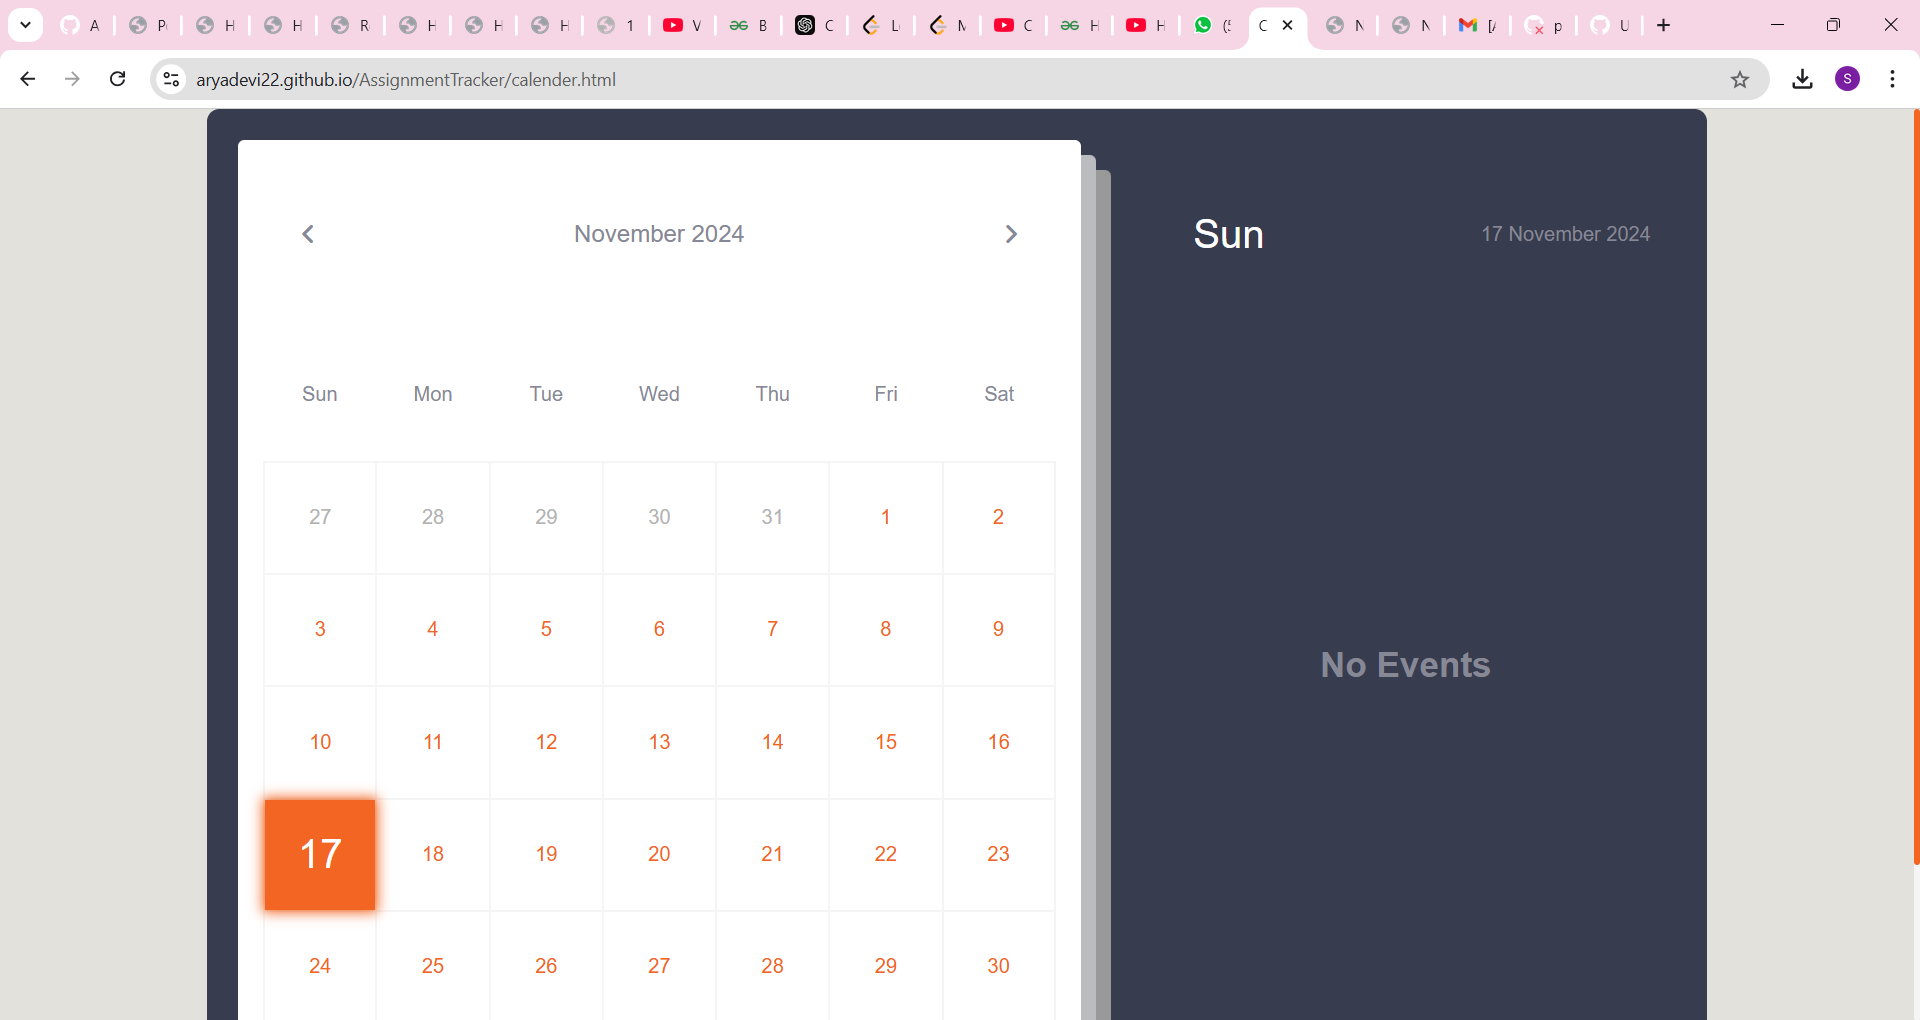 A P H H R H H H 1 V B C L M C H H (5 C N N [A p U
aryadevi22.github.io/AssignmentTracker/calender.html
S
November 2024
Sun 17 November 2024
Sun Mon Tue Wed Thu Fri Sat
27 28 29 30 31 1 2
3 4 5 6 7 8 9
No Events
10 11 12 13 14 15 16
17 18 19 20 21 22 23
24 25 26 27 28 29 30